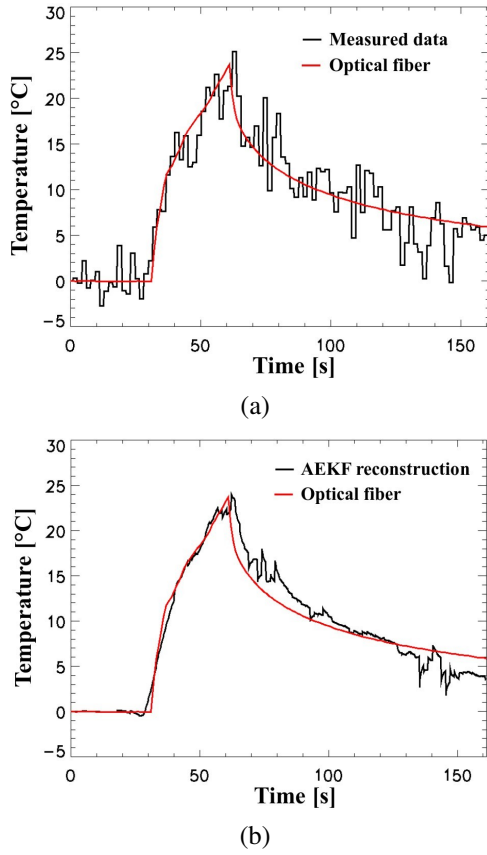 30
25
20
15
10
5
0
−5
Temperature [°C]
Measured data
Optical fiber
0 50 100 150
Time [s]
(a)
30
25
20
15
10
5
0
−5
Temperature [°C]
AEKF reconstruction
Optical fiber
0 50 100 150
Time [s]
(b)